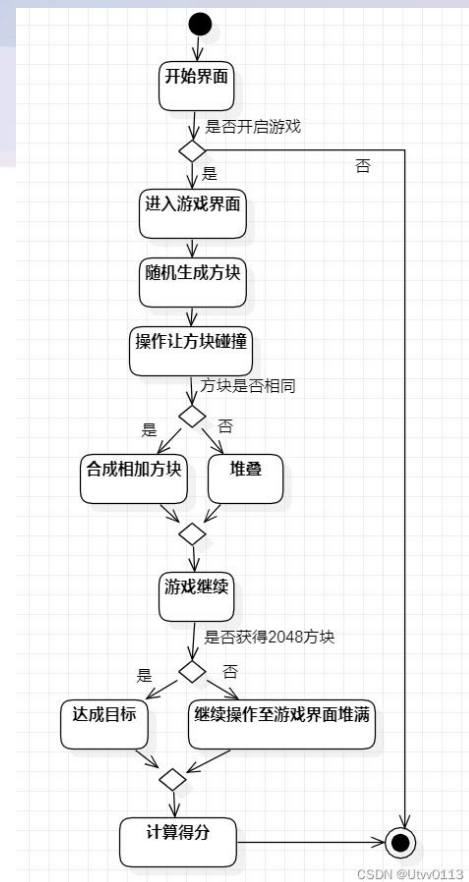 开始界面
是否开启游戏
否
是
进入游戏界面
随机生成方块
操作让方块碰撞
方块是否相同
是
否
合成相加方块
堆叠
游戏继续
是否获得2048方块
是
否
达成目标
继续操作至游戏界面堆满
计算得分
CSDN @Utvv0113